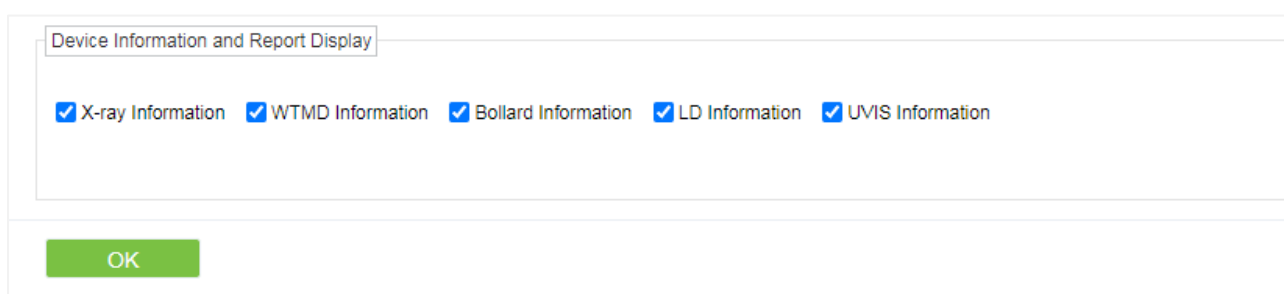 Device Information and Report Display
X-ray Information WTMD Information Bollard Information LD Information UVIS Information
OK